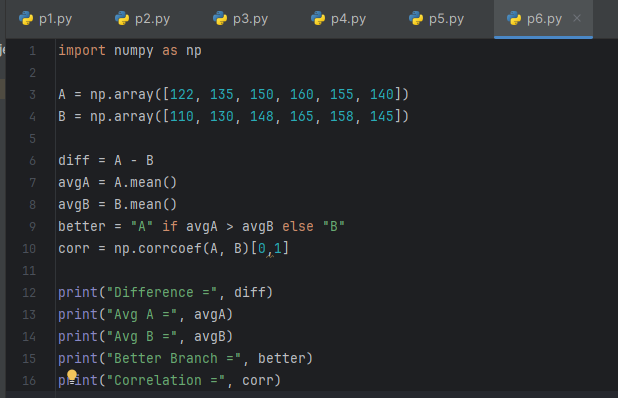 p1.py p2.py p3.py p4.py p5.py p6.py
1 import numpy as np
2
3 A = np.array([122, 135, 150, 160, 155, 140])
4 B = np.array([110, 130, 148, 165, 158, 145])
5
6 diff = A - B
7 avgA = A.mean()
8 avgB = B.mean()
9 better = "A" if avgA > avgB else "B"
10 corr = np.corrcoef(A, B)[0,1]
11
12 print("Difference =", diff)
13 print("Avg A =", avgA)
14 print("Avg B =", avgB)
15 print("Better Branch =", better)
16 print("Correlation =", corr)